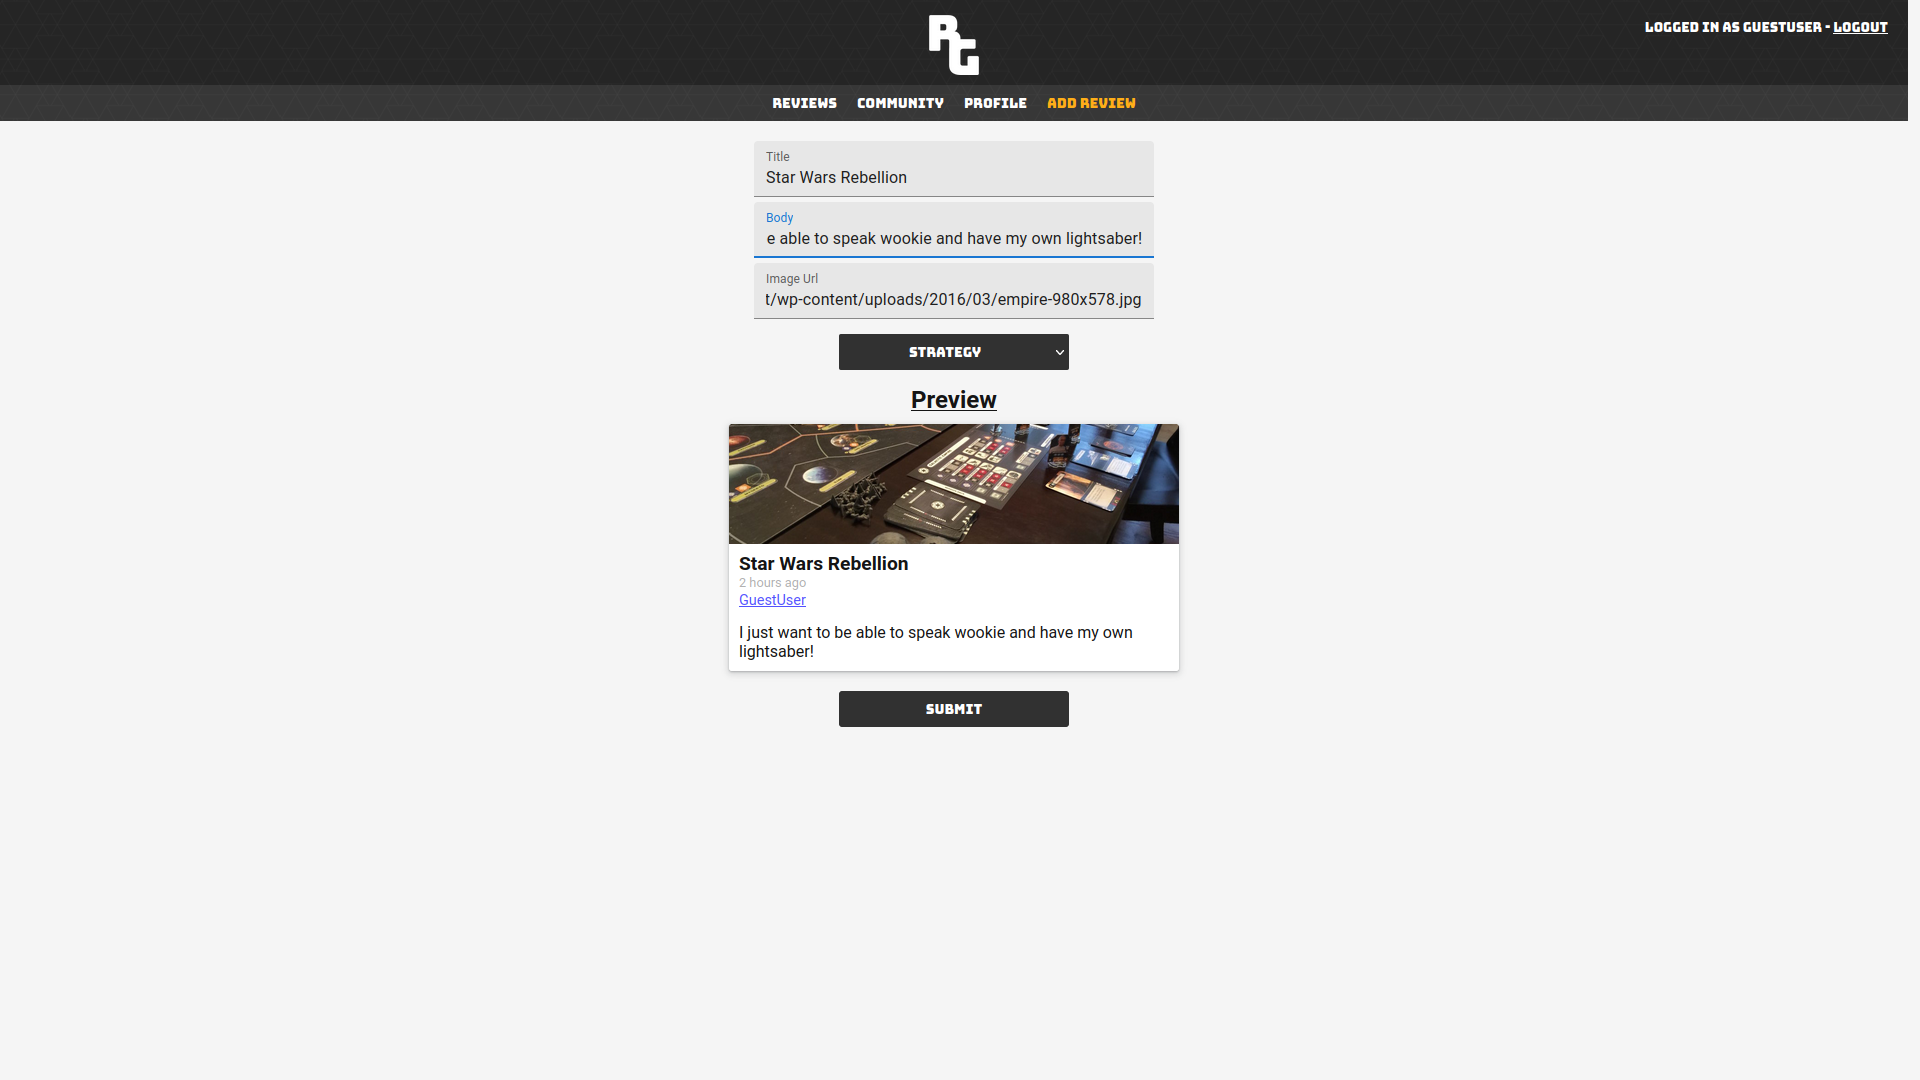 RG
LOGGED IN AS GUESTUSER - LOGOUT
REVIEWS COMMUNITY PROFILE ADD REVIEW
Title
Star Wars Rebellion
Body
e able to speak wookie and have my own lightsaber!
Image Url
t/wp-content/uploads/2016/03/empire-980x578.jpg
STRATEGY
Preview
Star Wars Rebellion
2 hours ago
GuestUser
I just want to be able to speak wookie and have my own
lightsaber!
SUBMIT